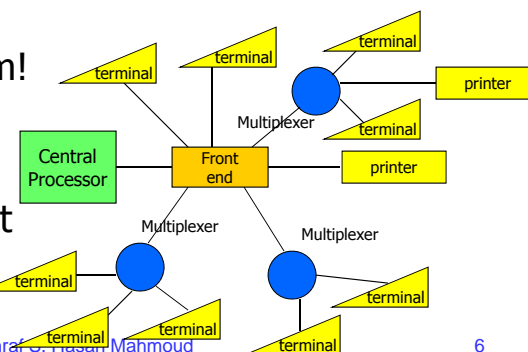 m!
terminal
terminal
terminal
printer
Multiplexer
terminal
Central
Processor
Front
end
printer
t
Multiplexer
Multiplexer
terminal
terminal
terminal
terminal
terminal
Hasan Mahmoud
6